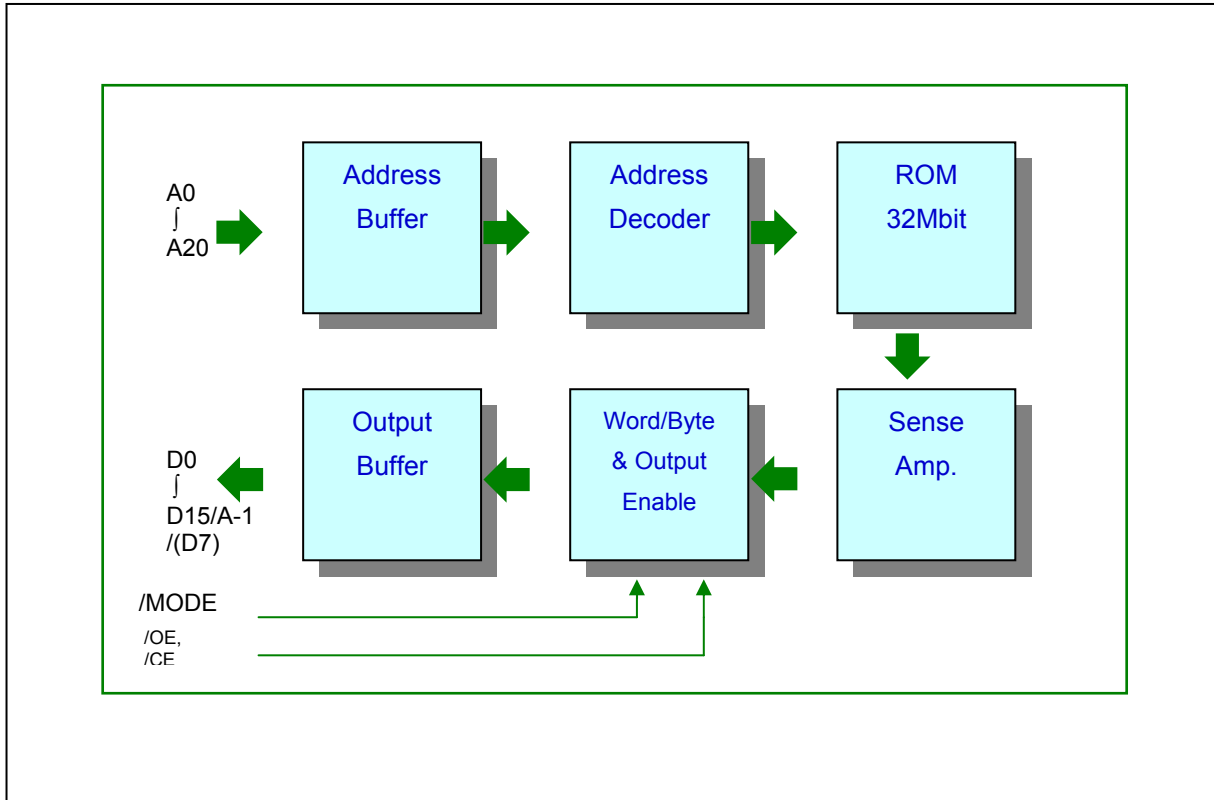 A0
∫
A20
Address
Buffer
Address
Decoder
ROM
32Mbit
D0
∫
D15/A-1
/(D7)
Output
Buffer
Word/Byte
& Output
Enable
Sense
Amp.
/MODE
/OE,
/CE